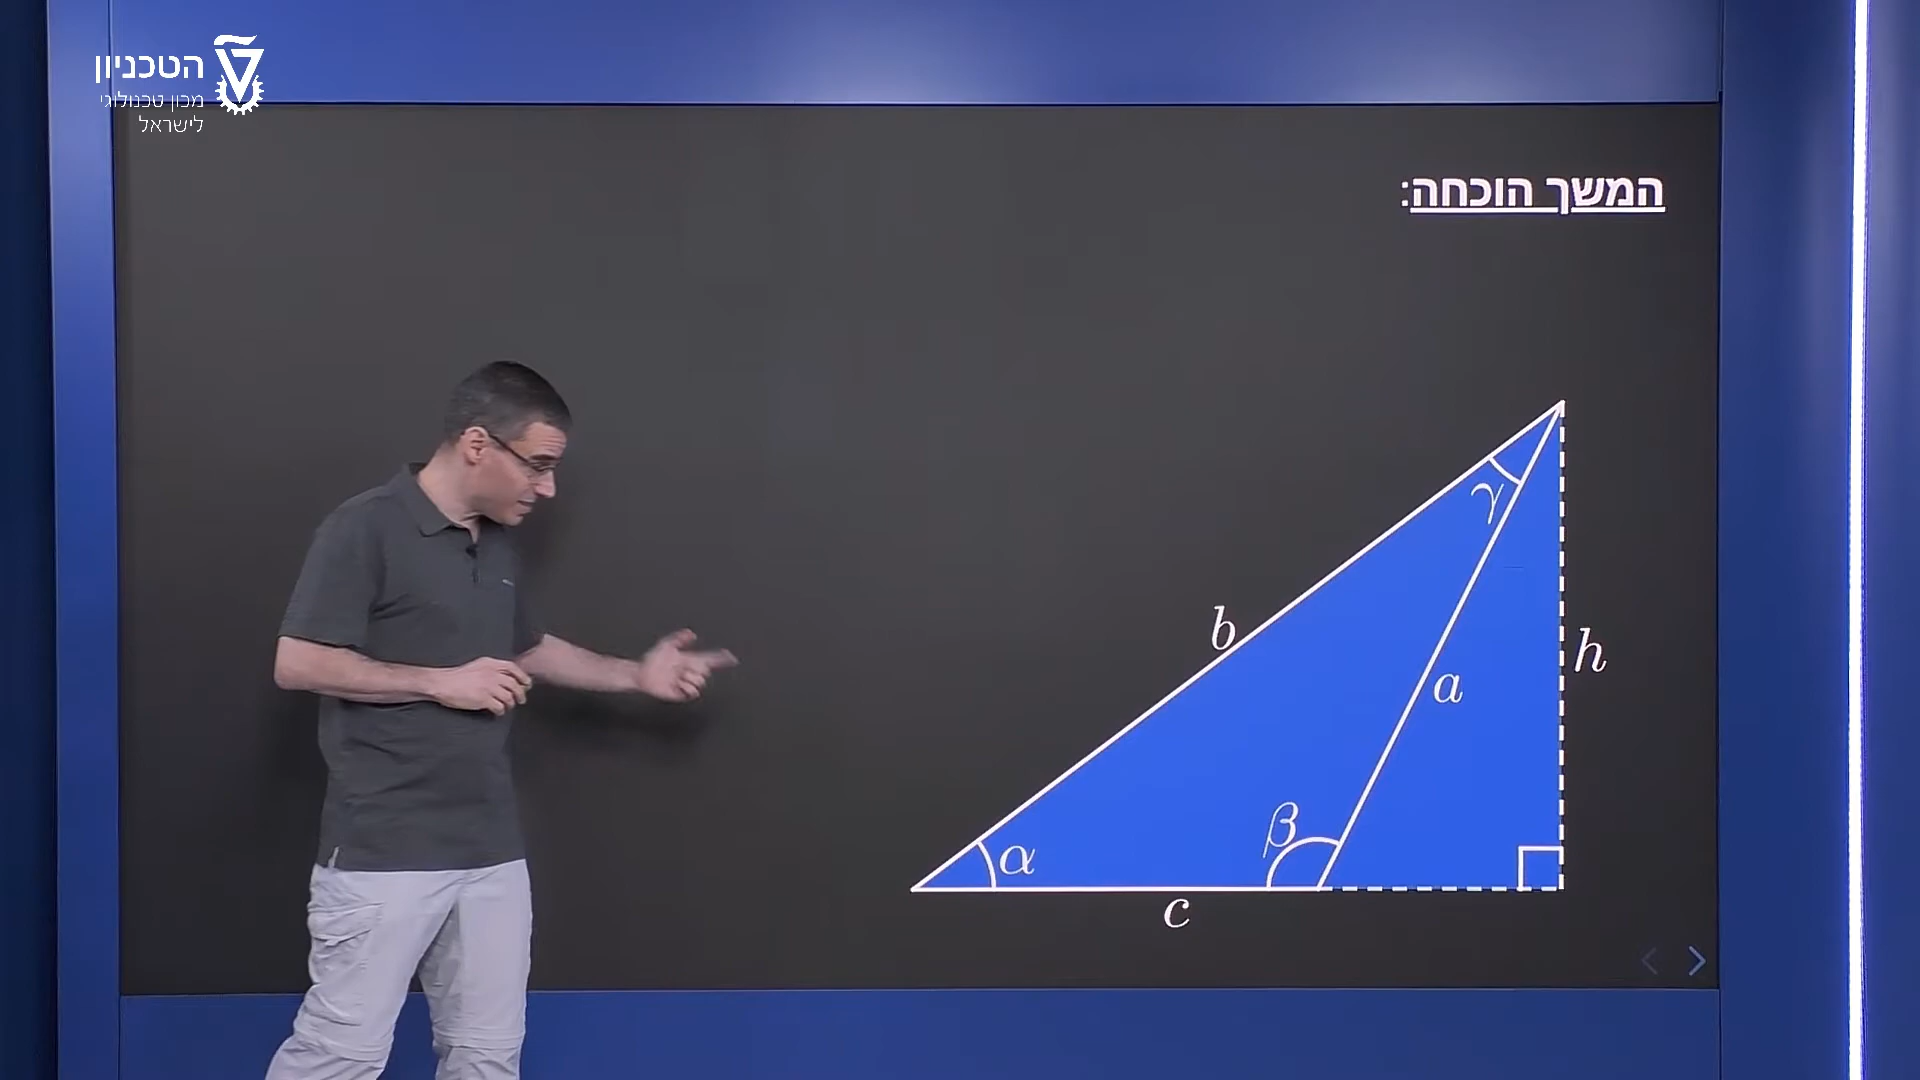 הטכניון
מכון טכנולוגי
לישראל
המשך הוכחה:
γ
b
h
a
β
α
c